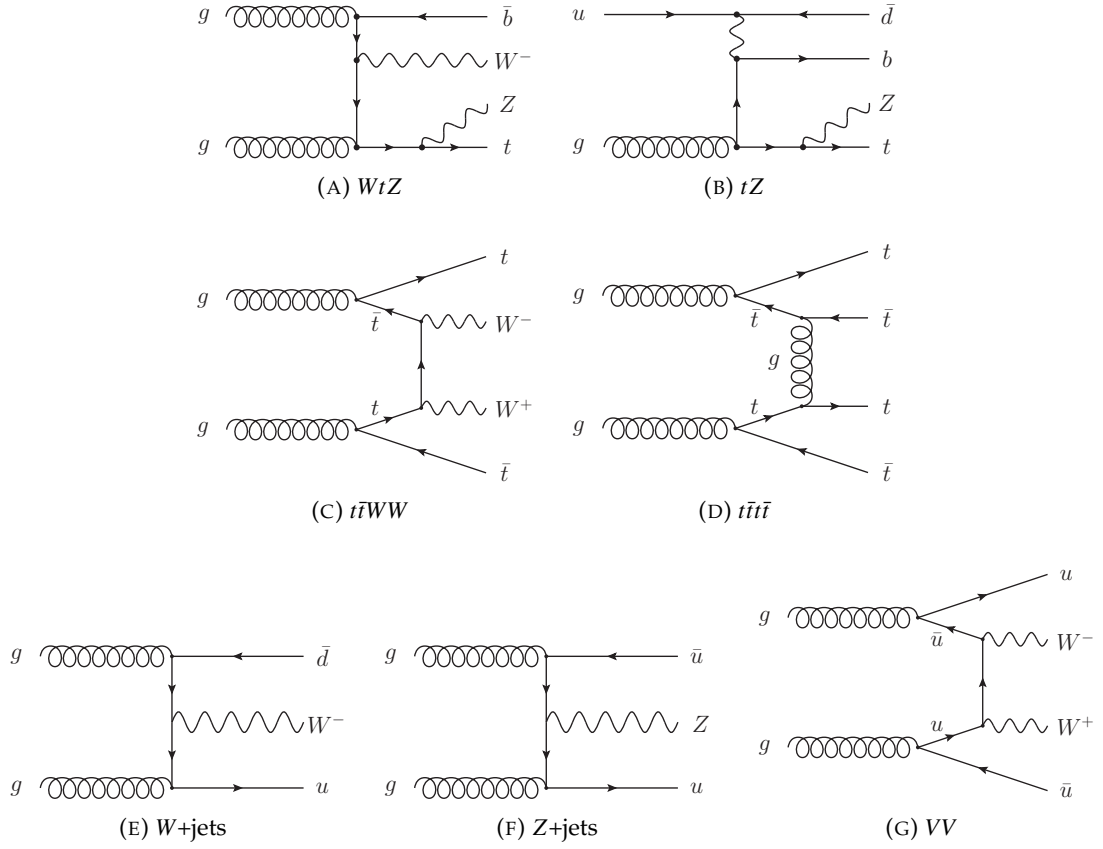 g b̄
W⁻
Z
g t
(A) WtZ
u d̄
b
Z
g t
(B) tZ
t
g
t̄ W⁻
t W⁺
g
t̄
(C) tt̄WW
t
g
t̄ t̄
g
t t
g
t̄
(D) tt̄tt̄
g d̄
W⁻
g u
(E) W+jets
g ū
Z
g u
(F) Z+jets
u
g
ū W⁻
u W⁺
g
ū
(G) VV